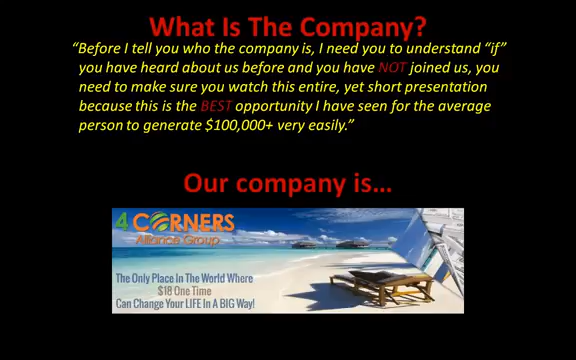 What Is The Company?
“Before I tell you who the company is, I need you to understand “if”
you have heard about us before and you have NOT joined us, you
need to make sure you watch this entire, yet short presentation
because this is the BEST opportunity I have seen for the average
person to generate $100,000+ very easily.”
Our company is…
4 CORNERS
Alliance Group
The Only Place In The World Where
$18 One Time
Can Change Your LIFE In A BIG Way!